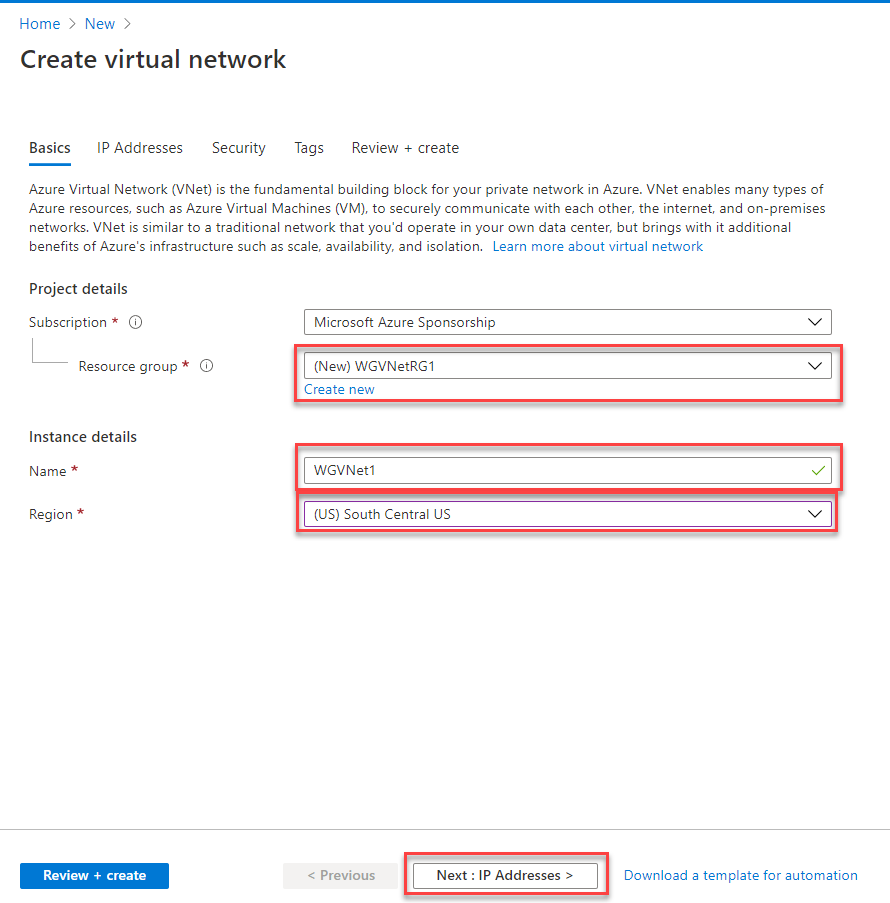 Home > New >
Create virtual network
Basics IP Addresses Security Tags Review + create
Azure Virtual Network (VNet) is the fundamental building block for your private network in Azure. VNet enables many types of
Azure resources, such as Azure Virtual Machines (VM), to securely communicate with each other, the internet, and on-premises
networks. VNet is similar to a traditional network that you'd operate in your own data center, but brings with it additional
benefits of Azure's infrastructure such as scale, availability, and isolation. Learn more about virtual network
Project details
Subscription * Microsoft Azure Sponsorship
Resource group * (New) WGVNetRG1
Create new
Instance details
Name * WGVNet1
Region * (US) South Central US
Review + create < Previous Next : IP Addresses > Download a template for automation